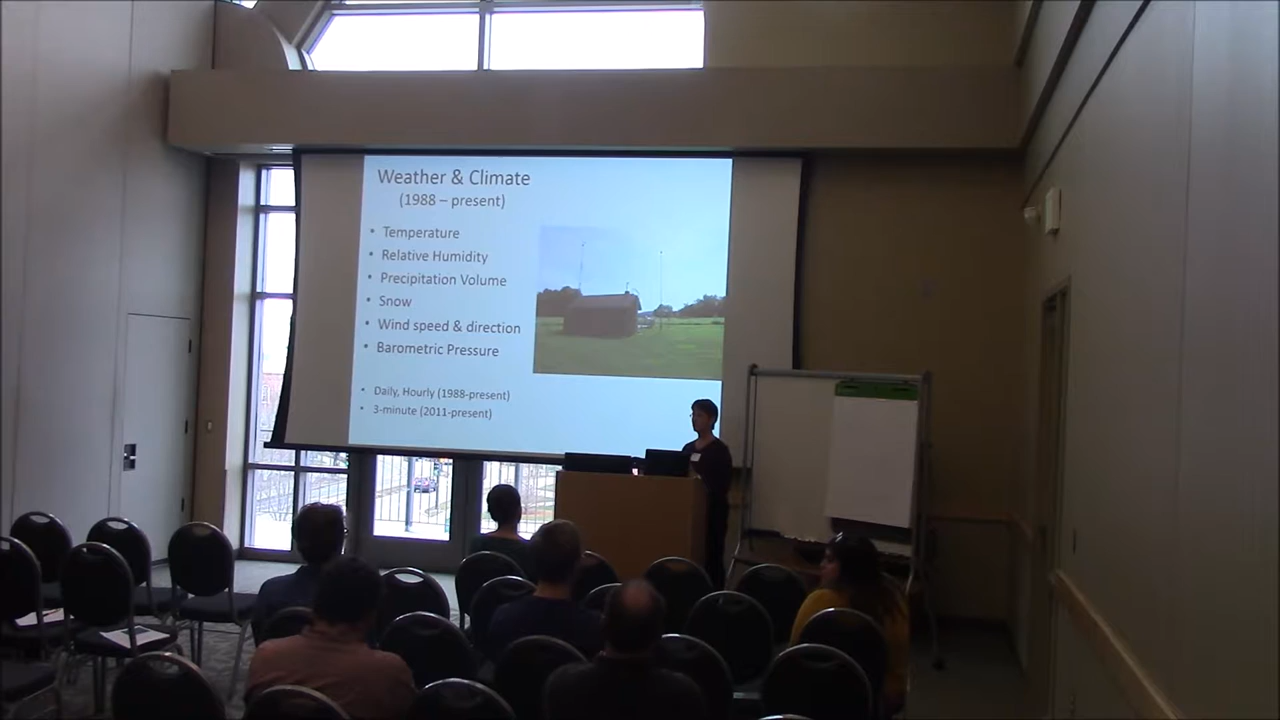 Weather & Climate
(1988 – present)
• Temperature
• Relative Humidity
• Precipitation Volume
• Snow
• Wind speed & direction
• Barometric Pressure
• Daily, Hourly (1988-present)
• 3-minute (2011-present)